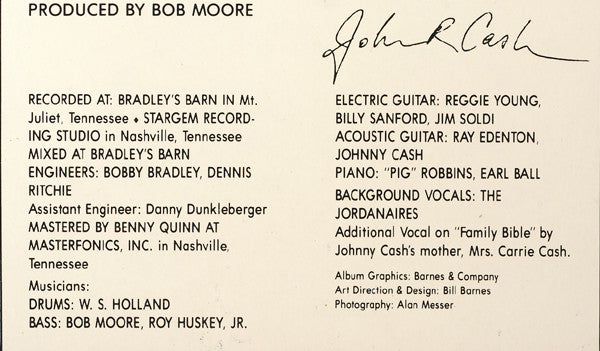 PRODUCED BY BOB MOORE
John R Cash
RECORDED AT: BRADLEY'S BARN IN Mt.
Juliet, Tennessee ♦ STARGEM RECORD-
ING STUDIO in Nashville, Tennessee
MIXED AT BRADLEY'S BARN
ENGINEERS: BOBBY BRADLEY, DENNIS
RITCHIE
Assistant Engineer: Danny Dunkleberger
MASTERED BY BENNY QUINN AT
MASTERFONICS, INC. in Nashville,
Tennessee
Musicians:
DRUMS: W. S. HOLLAND
BASS: BOB MOORE, ROY HUSKEY, JR.
ELECTRIC GUITAR: REGGIE YOUNG,
BILLY SANFORD, JIM SOLDI
ACOUSTIC GUITAR: RAY EDENTON,
JOHNNY CASH
PIANO: "PIG" ROBBINS, EARL BALL
BACKGROUND VOCALS: THE
JORDANAIRES
Additional Vocal on "Family Bible" by
Johnny Cash's mother, Mrs. Carrie Cash.
Album Graphics: Barnes & Company
Art Direction & Design: Bill Barnes
Photography: Alan Messer